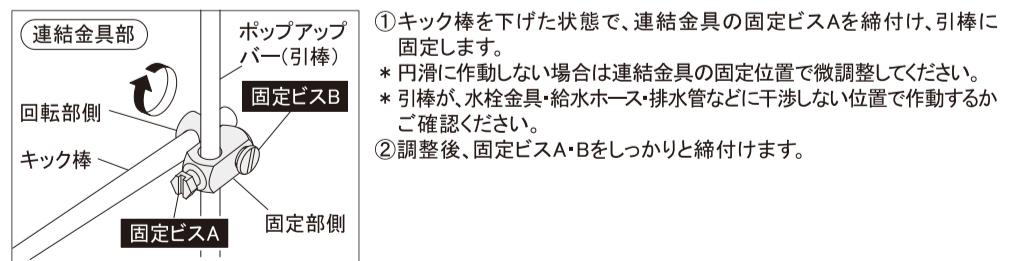 連結金具部
ポップアップ
バー(引棒)
固定ビスB
回転部側
キック棒
固定ビスA
固定部側
①キック棒を下げた状態で、連結金具の固定ビスAを締付け、引棒に
固定します。
* 円滑に作動しない場合は連結金具の固定位置で微調整してください。
* 引棒が、水栓金具・給水ホース・排水管などに干渉しない位置で作動するか
ご確認ください。
②調整後、固定ビスA・Bをしっかりと締付けます。